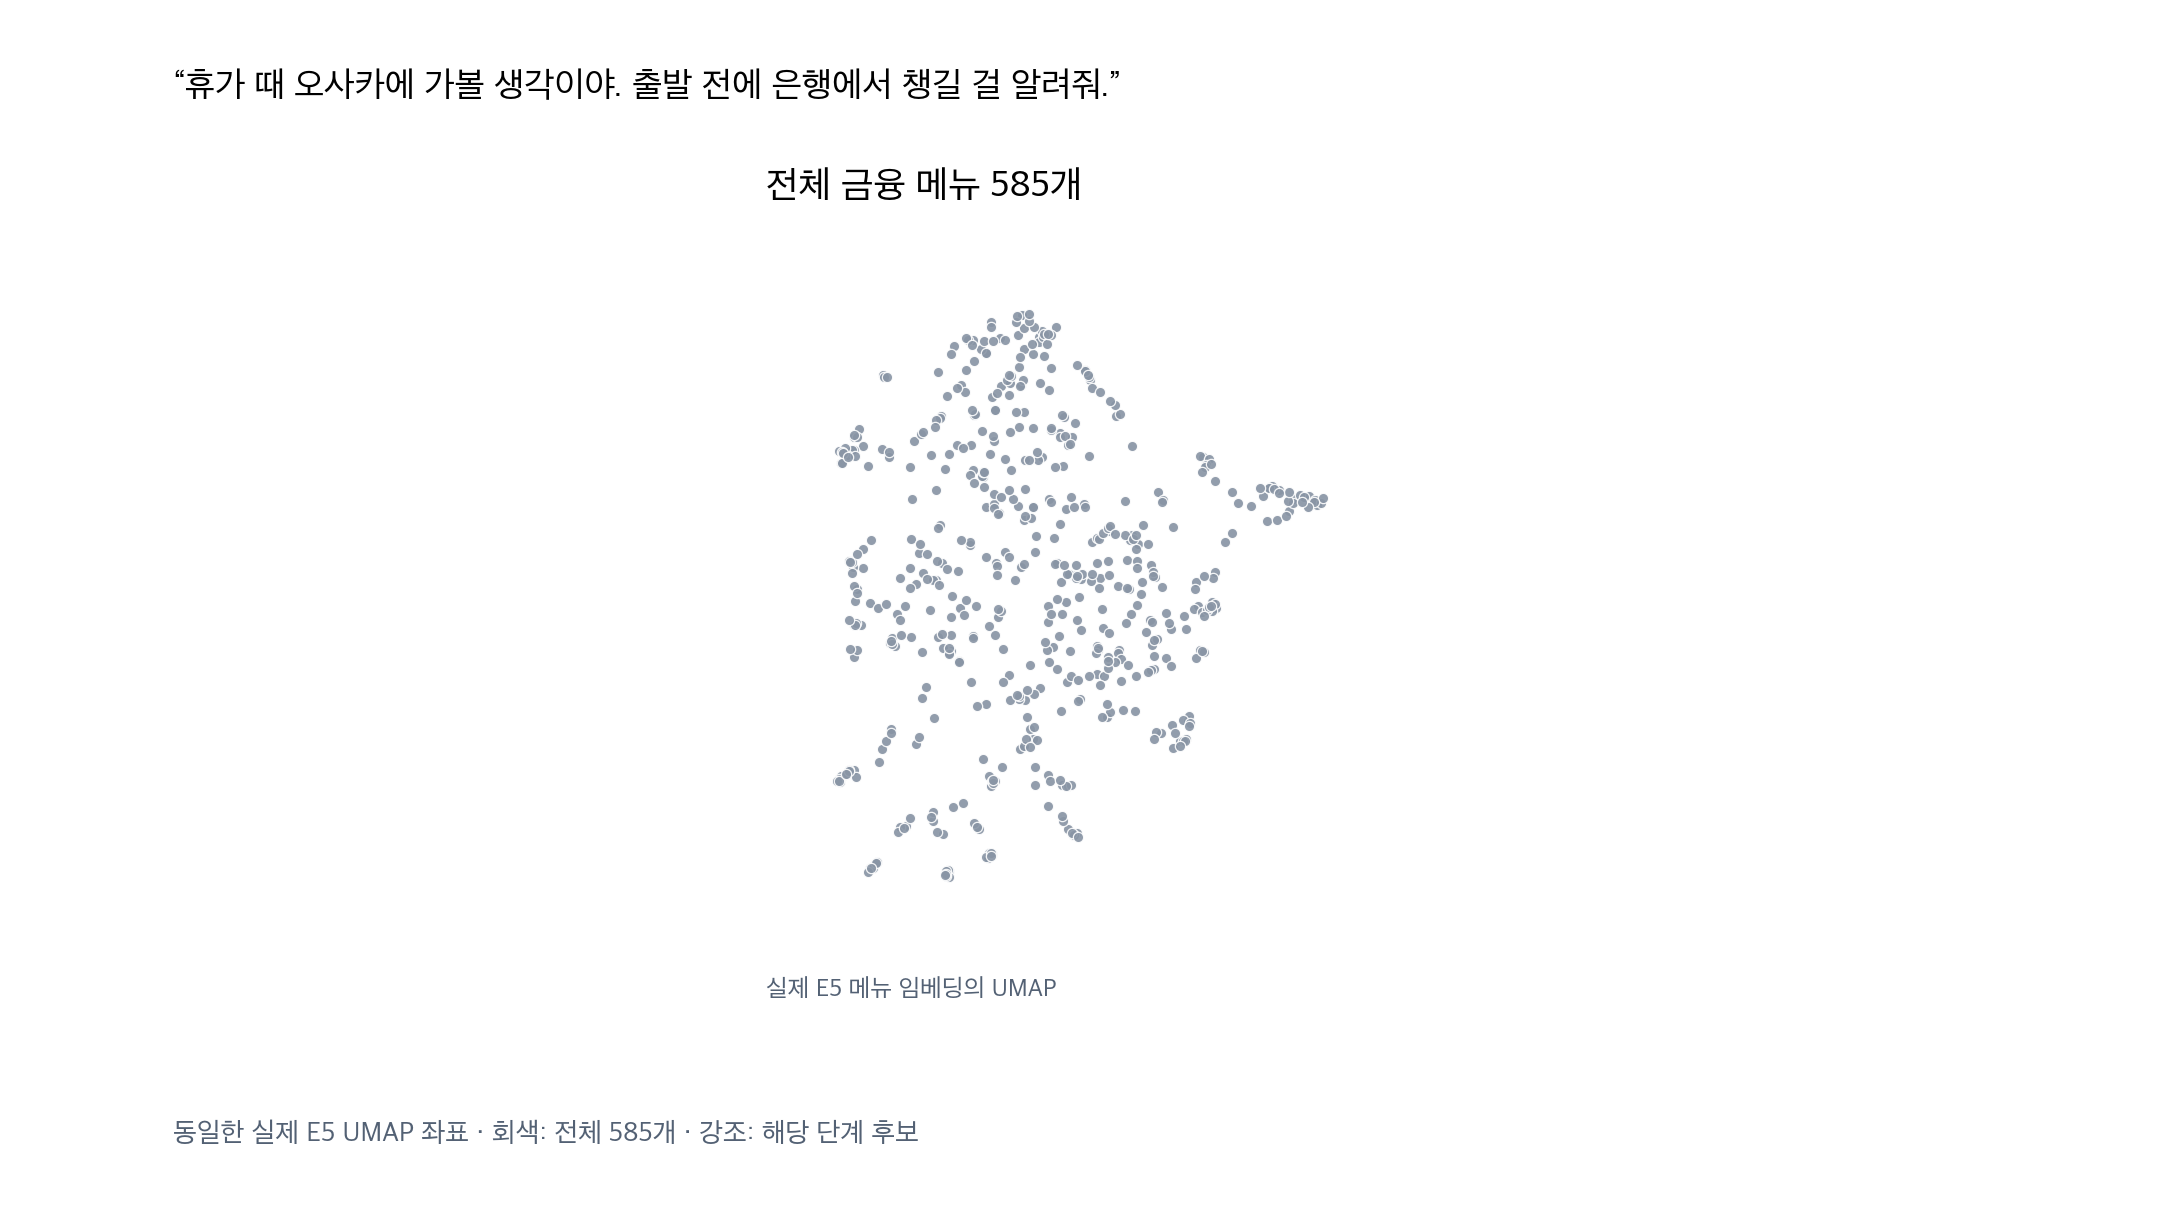 “휴가 때 오사카에 가볼 생각이야. 출발 전에 은행에서 챙길 걸 알려줘.”
전체 금융 메뉴 585개
실제 E5 메뉴 임베딩의 UMAP
동일한 실제 E5 UMAP 좌표 · 회색: 전체 585개 · 강조: 해당 단계 후보